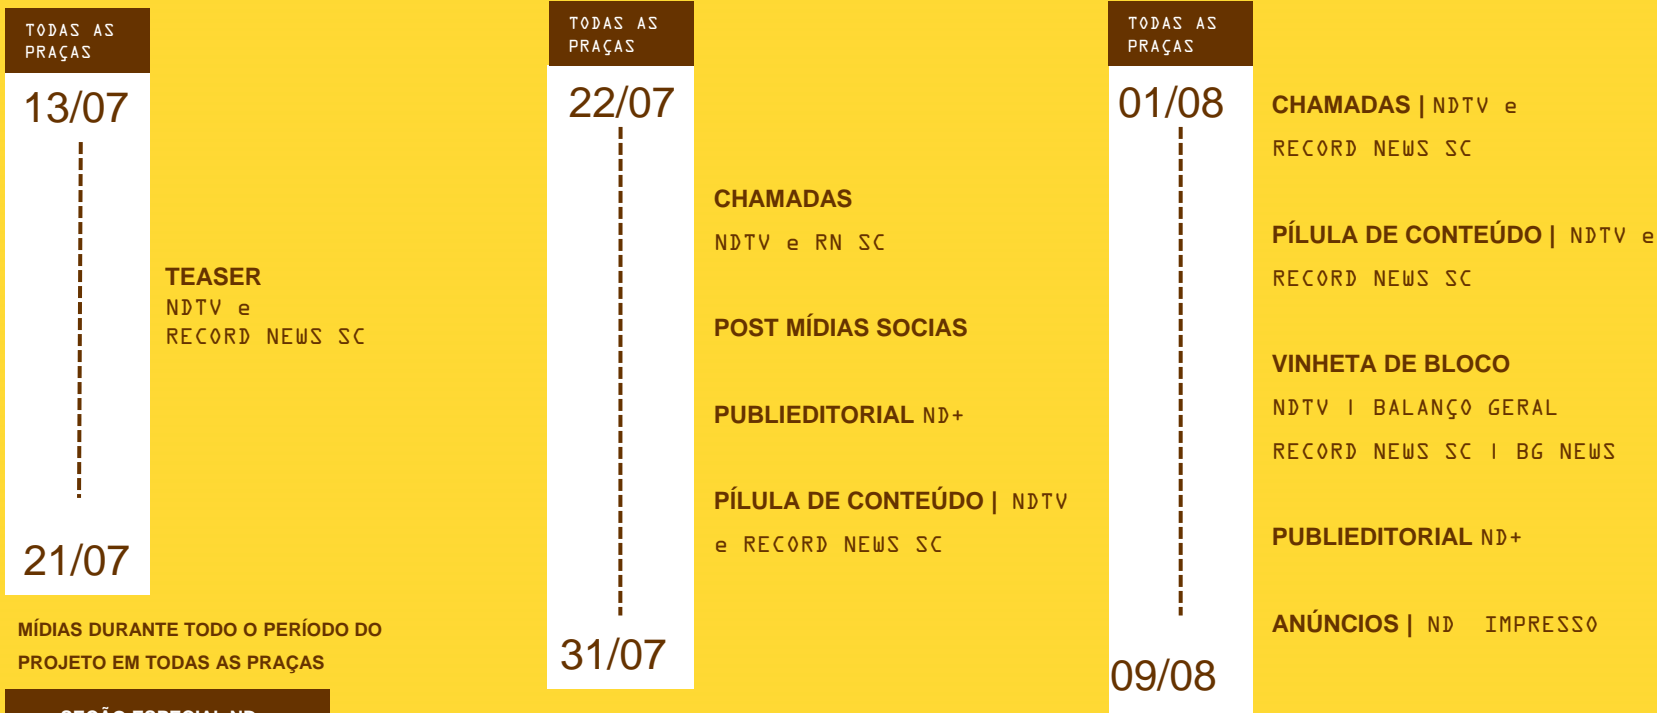 TODAS AS
PRAÇAS
13/07
21/07
TEASER
NDTV e
RECORD NEWS SC
MÍDIAS DURANTE TODO O PERÍODO DO
PROJETO EM TODAS AS PRAÇAS
SEÇÃO ESPECIAL ND
TODAS AS
PRAÇAS
22/07
31/07
CHAMADAS
NDTV e RN SC
POST MÍDIAS SOCIAS
PUBLIEDITORIAL ND+
PÍLULA DE CONTEÚDO | NDTV
e RECORD NEWS SC
TODAS AS
PRAÇAS
01/08
09/08
CHAMADAS | NDTV e
RECORD NEWS SC
PÍLULA DE CONTEÚDO | NDTV e
RECORD NEWS SC
VINHETA DE BLOCO
NDTV | BALANÇO GERAL
RECORD NEWS SC | BG NEWS
PUBLIEDITORIAL ND+
ANÚNCIOS | ND IMPRESSO